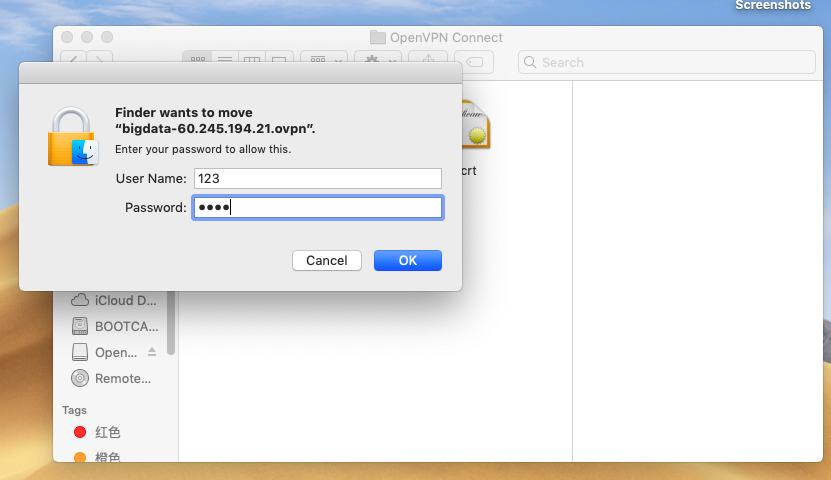 Screenshots
OpenVPN Connect
Search
Finder wants to move
“bigdata-60.245.194.21.ovpn”.
Enter your password to allow this.
User Name: 123
Password: ••••
Cancel OK
crt
iCloud D...
BOOTCA...
Open...
Remote...
Tags
红色
橙色